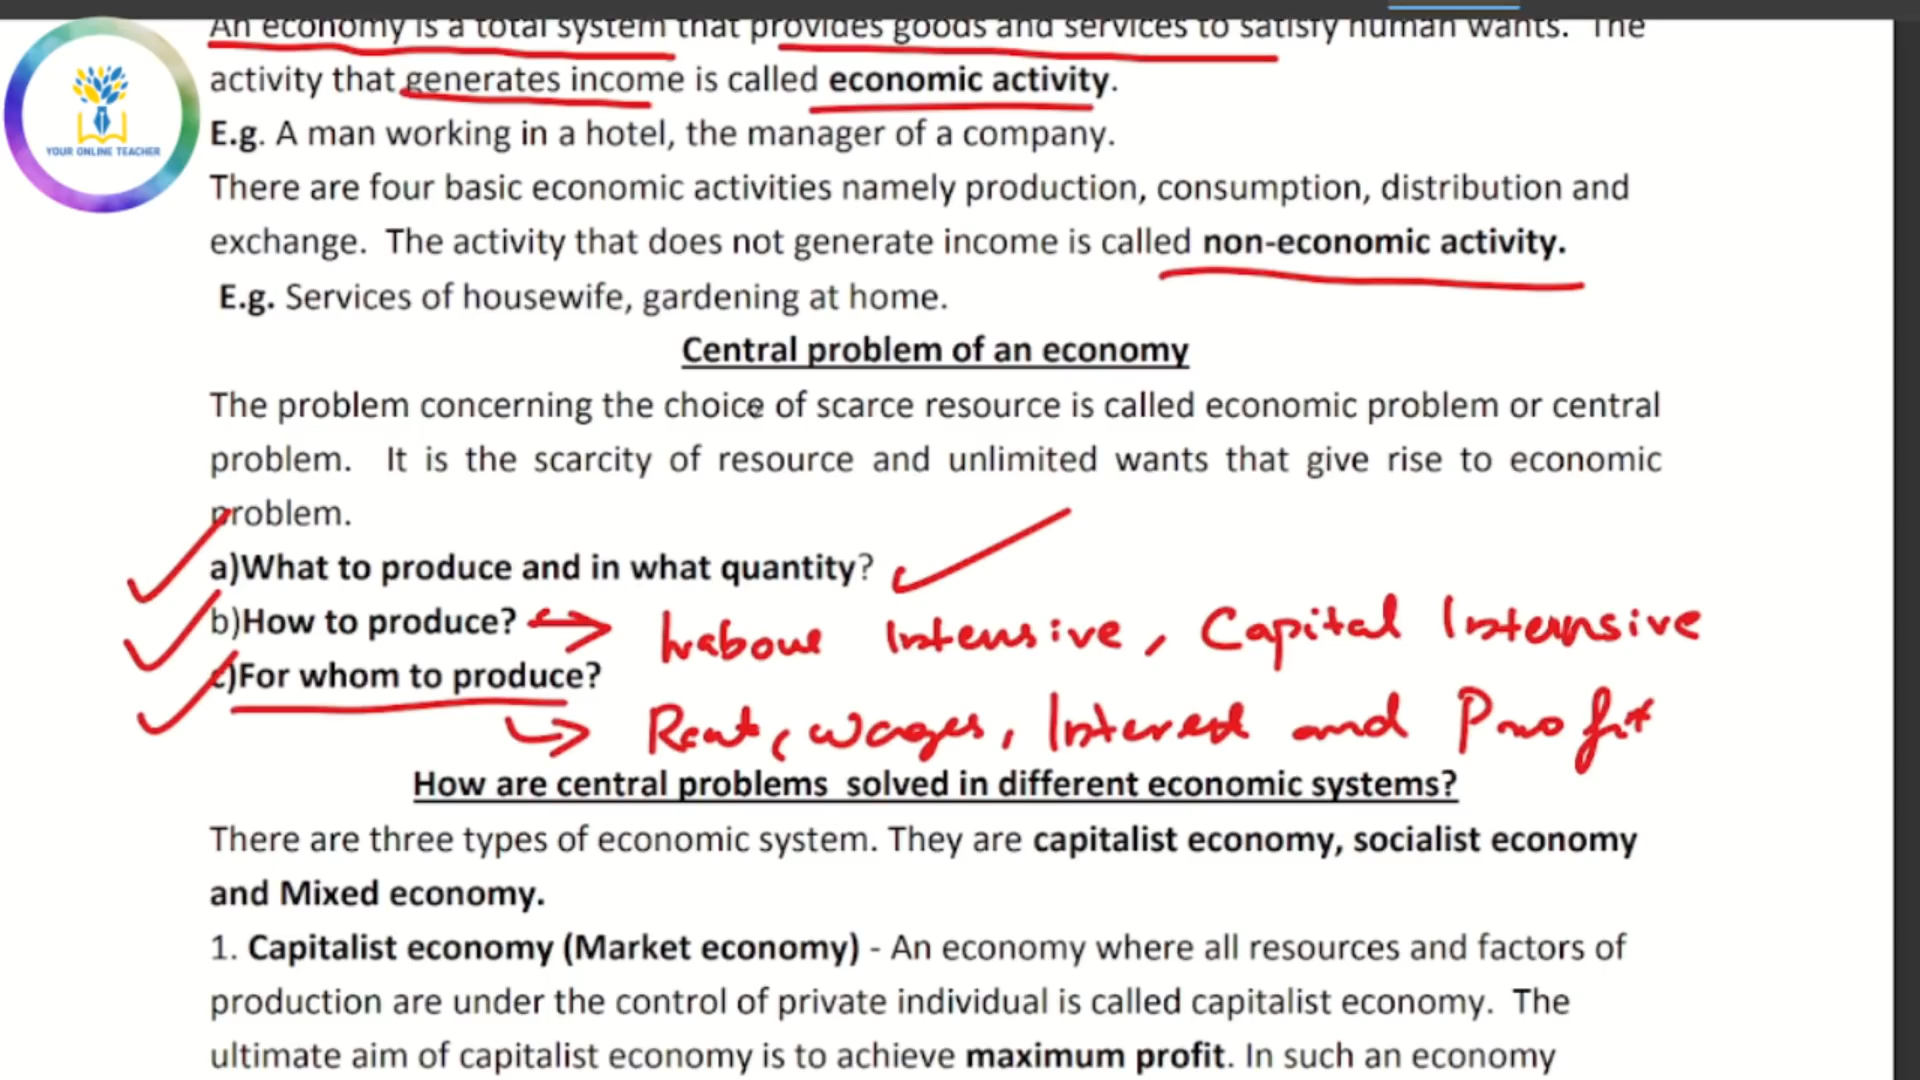 An economy is a total system that provides goods and services to satisfy human wants. The
activity that generates income is called economic activity.
YOUR ONLINE TEACHER
E.g. A man working in a hotel, the manager of a company.
There are four basic economic activities namely production, consumption, distribution and
exchange. The activity that does not generate income is called non-economic activity.
E.g. Services of housewife, gardening at home.
Central problem of an economy
The problem concerning the choice of scarce resource is called economic problem or central
problem. It is the scarcity of resource and unlimited wants that give rise to economic
problem.
a)What to produce and in what quantity?
b)How to produce? Labour Intensive, Capital Intensive
c)For whom to produce?
Rent, Wages, Interest and Profit
How are central problems solved in different economic systems?
There are three types of economic system. They are capitalist economy, socialist economy
and Mixed economy.
1. Capitalist economy (Market economy) - An economy where all resources and factors of
production are under the control of private individual is called capitalist economy. The
ultimate aim of capitalist economy is to achieve maximum profit. In such an economy